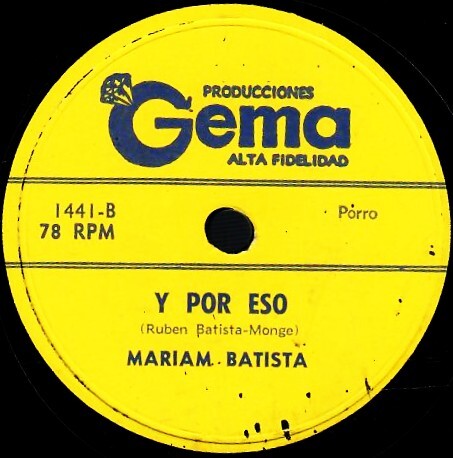 PRODUCCIONES
Gema
ALTA FIDELIDAD
1441-B
Porro
78 RPM
Y POR ESO
(Ruben Batista-Monge)
MARIAM BATISTA